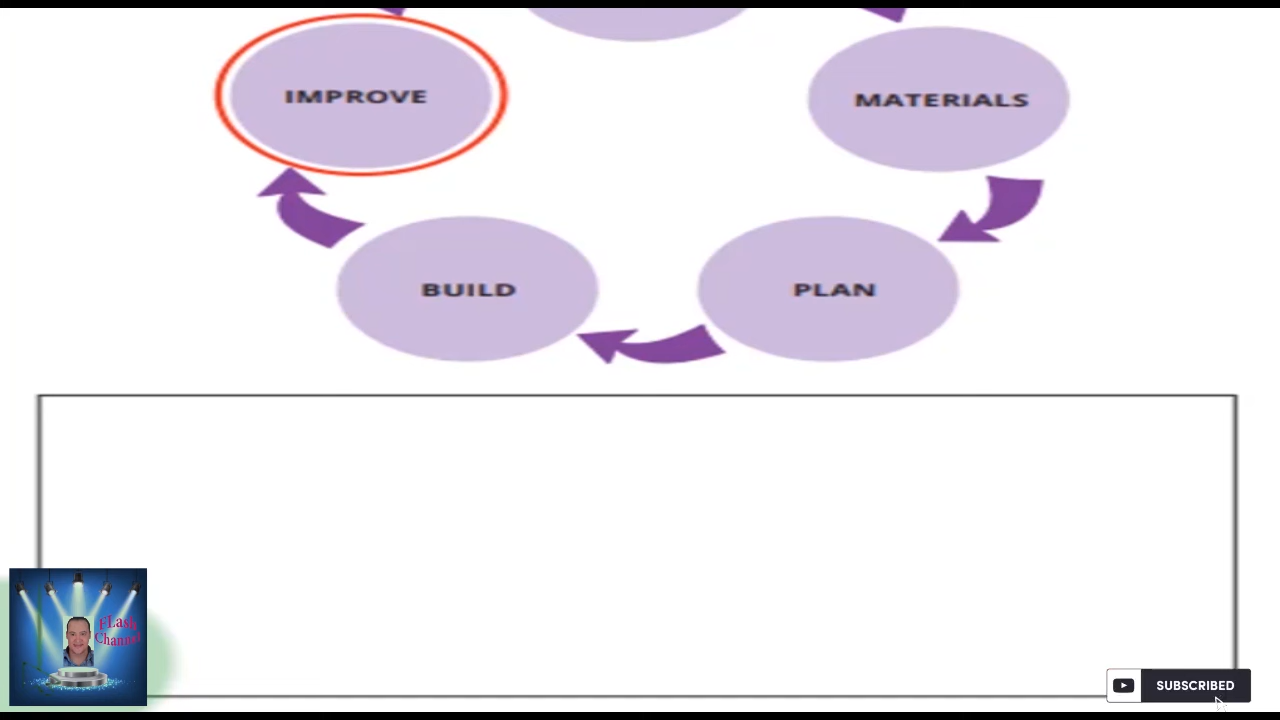 IMPROVE
MATERIALS
BUILD
PLAN
FLash
Channel
SUBSCRIBED